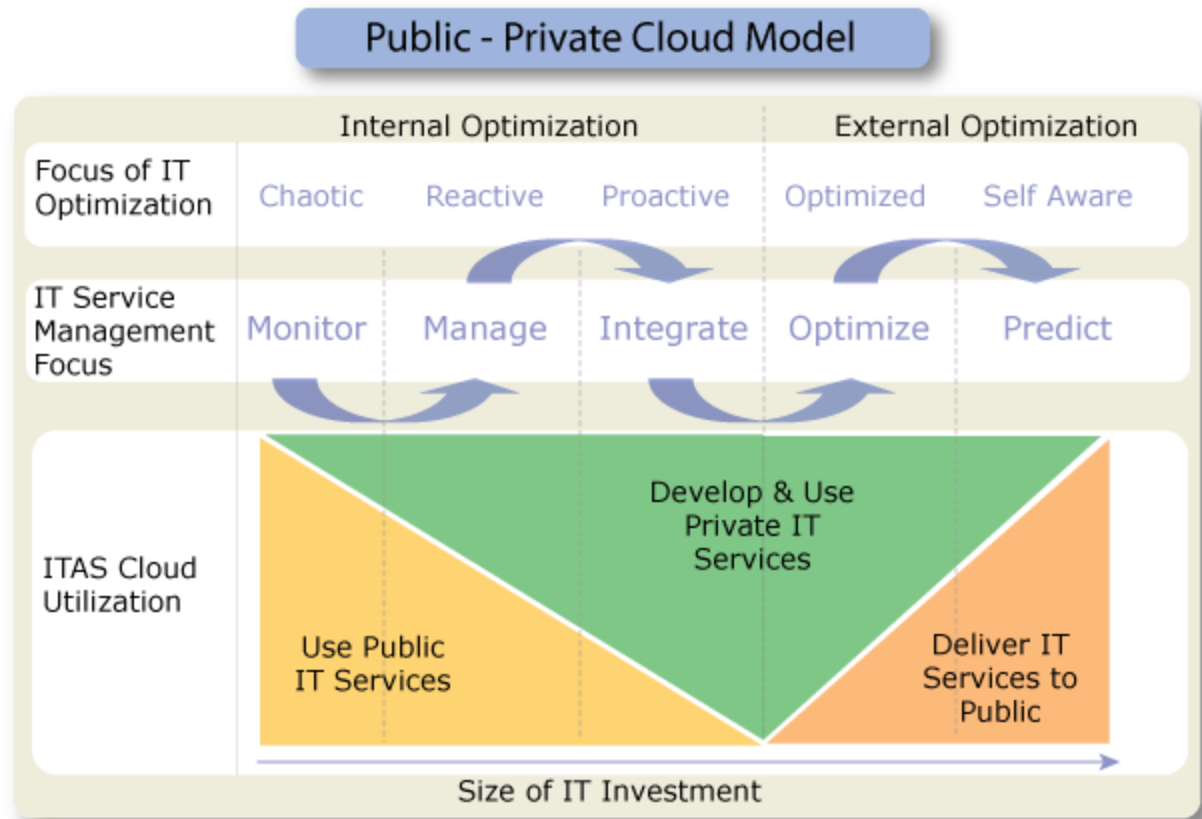 Public - Private Cloud Model
Internal Optimization
External Optimization
Focus of IT
Optimization
Chaotic
Reactive
Proactive
Optimized
Self Aware
IT Service
Management
Focus
Monitor
Manage
Integrate
Optimize
Predict
ITAS Cloud
Utilization
Use Public
IT Services
Develop & Use
Private IT
Services
Deliver IT
Services to
Public
Size of IT Investment